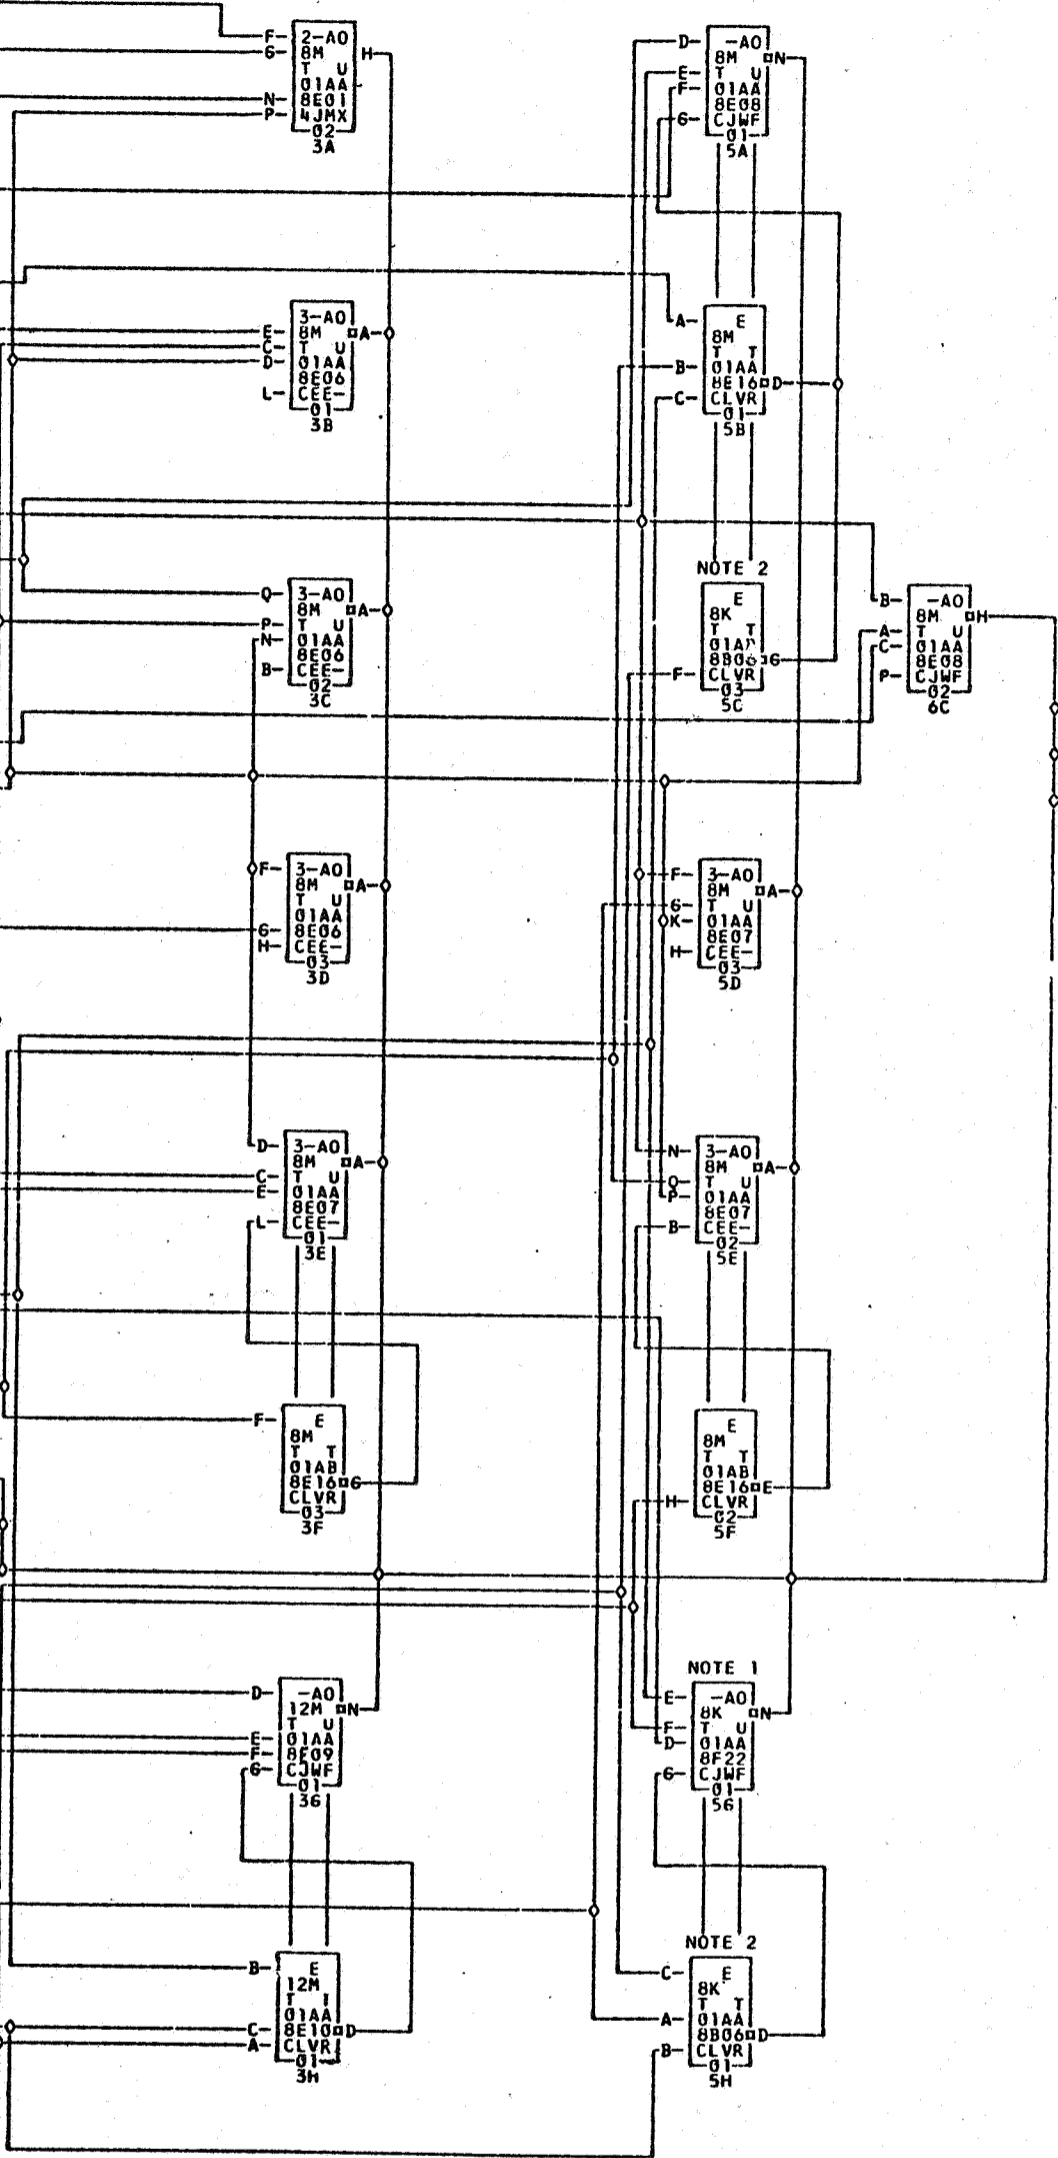 F- 2-AO
6- 8M H-
T U
01AA
N- 8E01
P- 4JMX
02
3A
3-AO
E- 8M A-
C- T U
D- 01AA
8E06
L- CEE-
01
3B
Q- 3-AO
8M A-
P- T U
N- 01AA
8E06
B- CEE-
02
3C
F- 3-AO
8M A-
T U
01AA
6- 8E06
H- CEE-
03
3D
D- 3-AO
8M A-
C- T U
E- 01AA
8E07
L- CEE-
01
3E
F- E
8M
T T
01AB
8E16 G-
CLVR
03
3F
D- -AO
12M N-
T U
E- 01AA
F- 8E09
G- CJWF
01
36
B- E
12M
T T
01AA
C- 8E10 D-
A- CLVR
01
3H
D- -AO
8M N-
E- T U
F- 01AA
8E08
G- CJWF
01
5A
A- E
8M
T T
B- 01AA
8E16 D-
C- CLVR
01
5B
NOTE 2
E
8K
T T
8B06 G-
F- CLVR
03
5C
F- 3-AO
8M A-
G- T U
K- 01AA
8E07
H- CEE-
03
5D
N- 3-AO
8M A-
Q- T U
P- 01AA
8E07
B- CEE-
02
5E
E
8M
T T
01AB
8E16 E-
H- CLVR
02
5F
NOTE 1
E- -AO
8K N-
F- T U
D- 01AA
8F22
G- CJWF
01
56
NOTE 2
C- E
8K
T T
A- 01AA
8B06 D-
B- CLVR
01
5H
B- -AO
8M H-
A- T U
C- 01AA
8E08
P- CJWF
02
6C